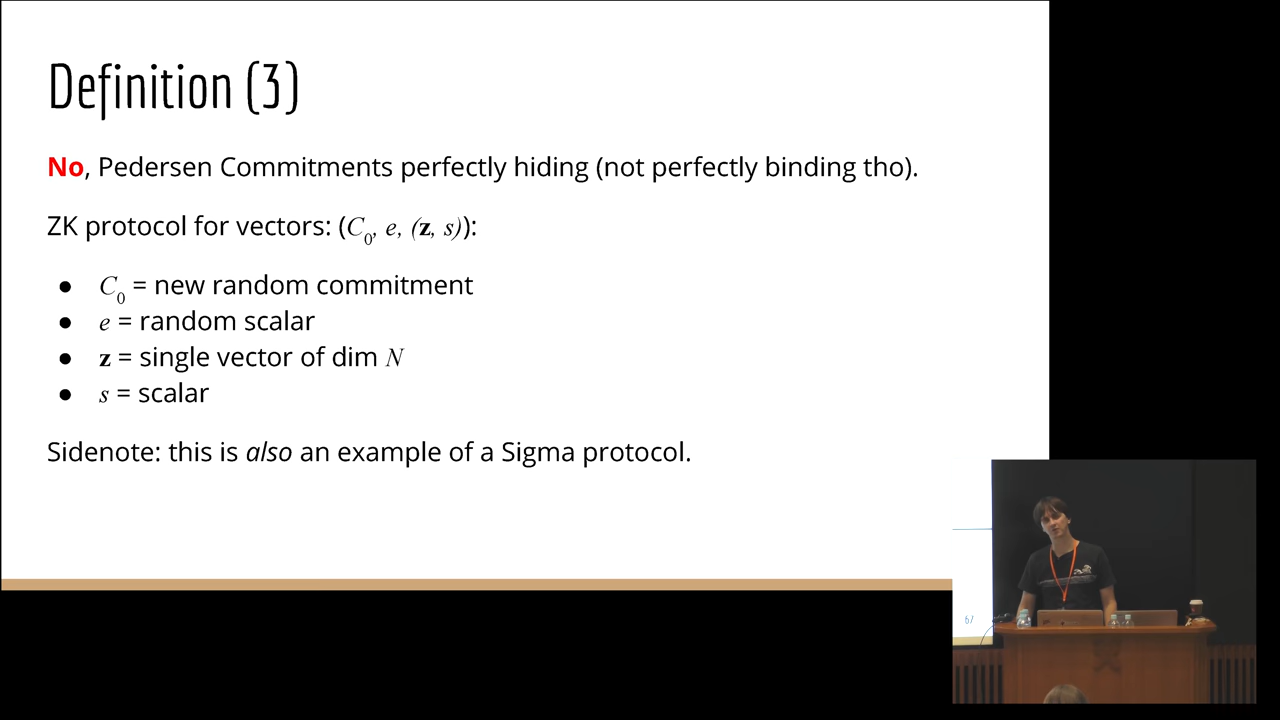 Definition (3)
No, Pedersen Commitments perfectly hiding (not perfectly binding tho).
ZK protocol for vectors: (C₀, e, (z, s)):
● C₀ = new random commitment
● e = random scalar
● z = single vector of dim N
● s = scalar
Sidenote: this is also an example of a Sigma protocol.
67